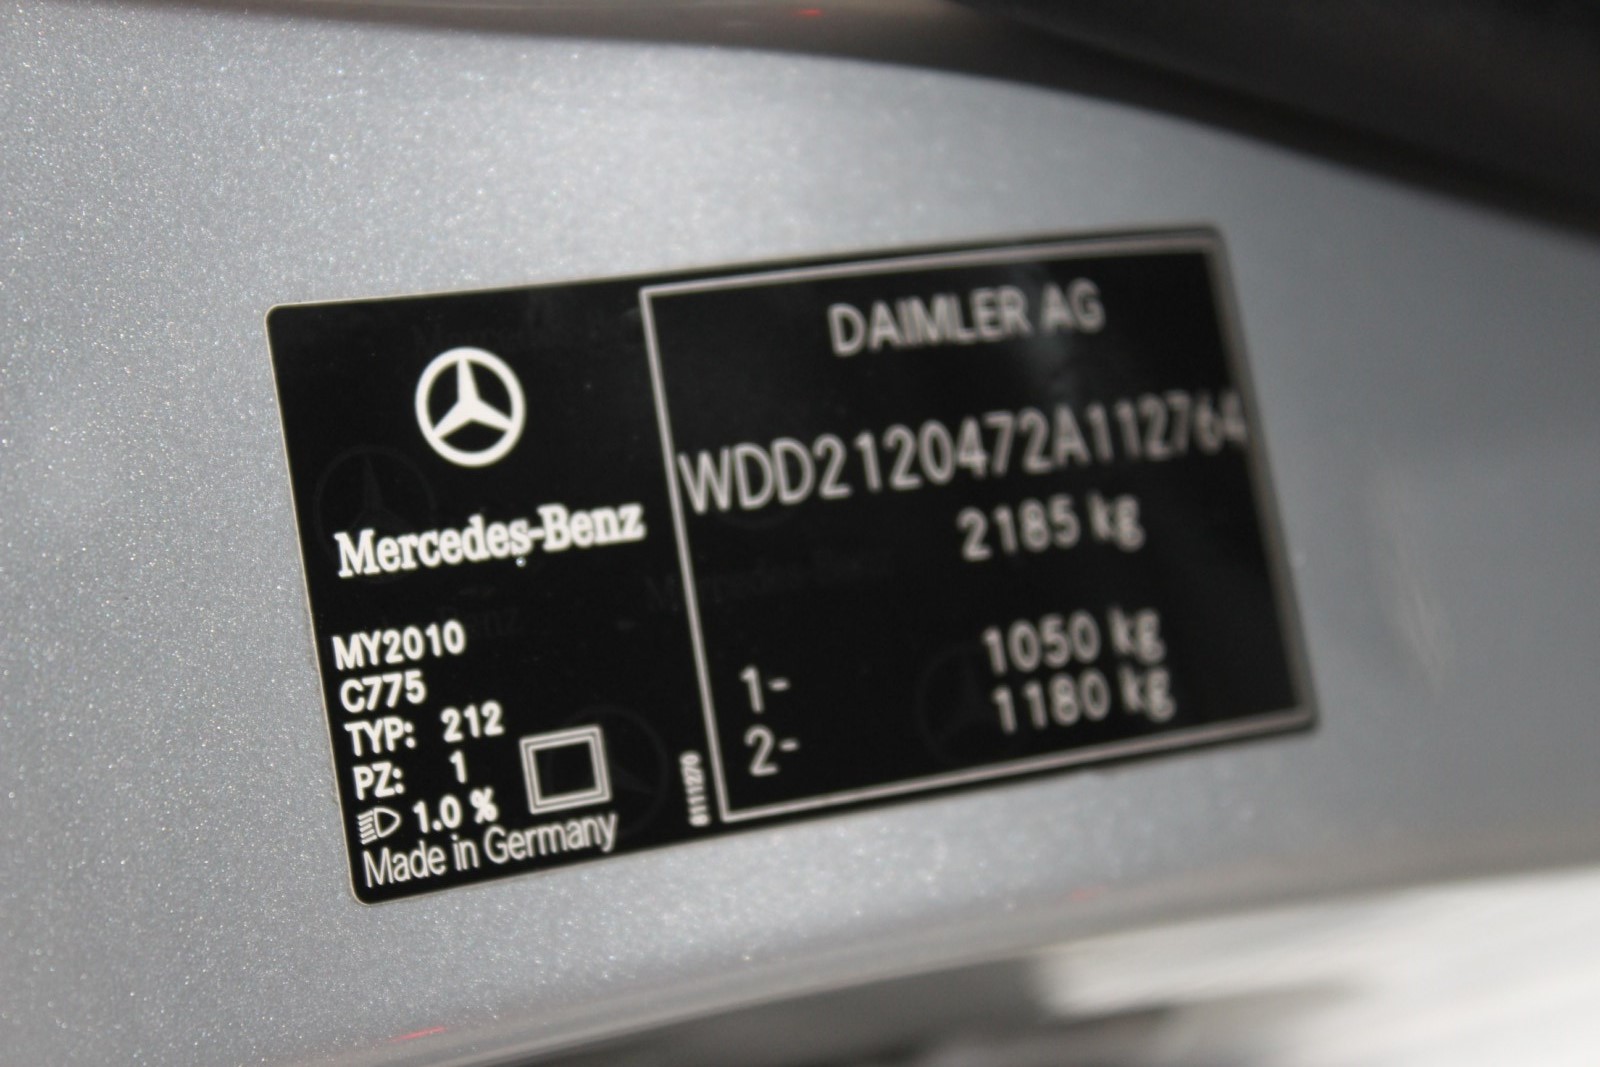 Mercedes-Benz
MY2010
C775
TYP: 212
PZ: 1
1.0 %
Made in Germany
8111270
DAIMLER AG
WDD2120472A112764
2185 kg
1050 kg
1- 1180 kg
2-